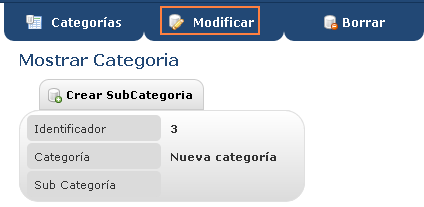 Categorías Modificar Borrar
Mostrar Categoria
Crear SubCategoria
Identificador 3
Categoría Nueva categoría
Sub Categoría